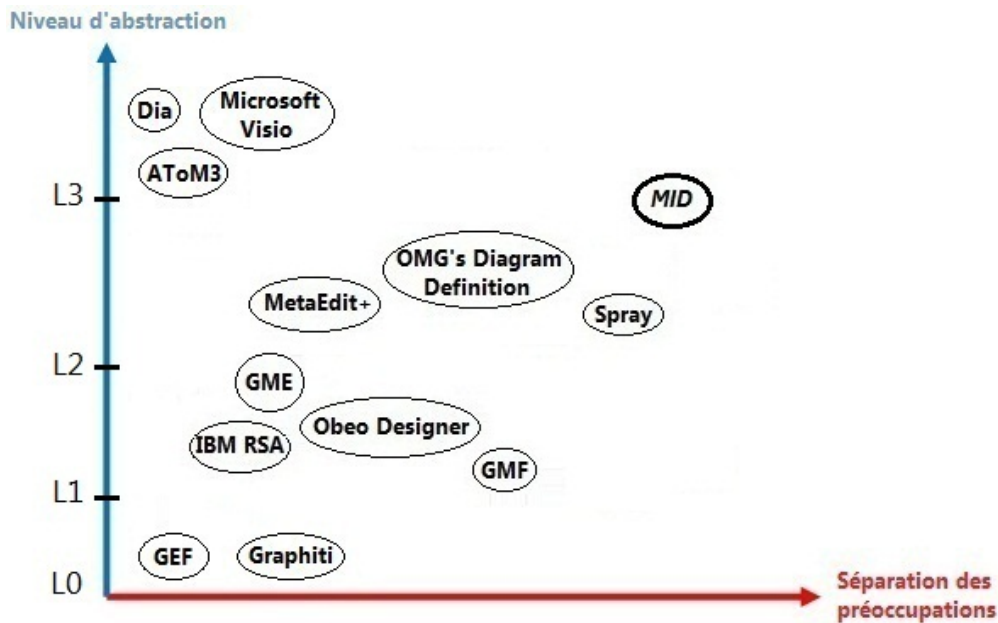 Niveau d'abstraction
Dia
Microsoft
Visio
AToM3
L3
MID
OMG's Diagram
Definition
MetaEdit+
Spray
L2
GME
Obeo Designer
IBM RSA
GMF
L1
GEF
Graphiti
L0
Séparation des
préoccupations